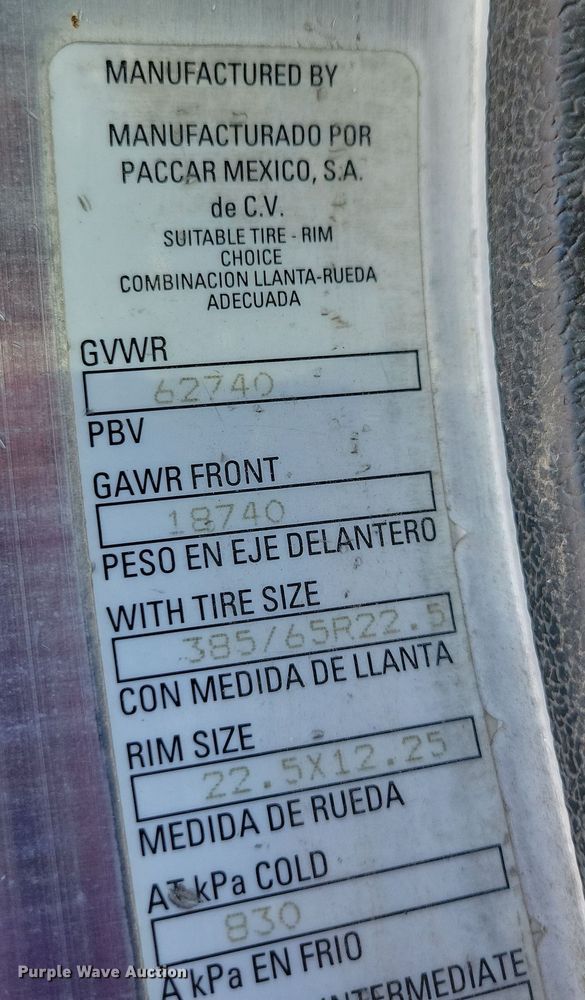 MANUFACTURED BY
MANUFACTURADO POR
PACCAR MEXICO, S.A.
de C.V.
SUITABLE TIRE - RIM
CHOICE
COMBINACION LLANTA-RUEDA
ADECUADA
GVWR
62740
PBV
GAWR FRONT
18740
PESO EN EJE DELANTERO
WITH TIRE SIZE
385/65R22.5
CON MEDIDA DE LLANTA
RIM SIZE
22.5X12.25
MEDIDA DE RUEDA
AT kPa COLD
830
A kPa EN FRIO
INTERMEDIATE
Purple Wave Auction